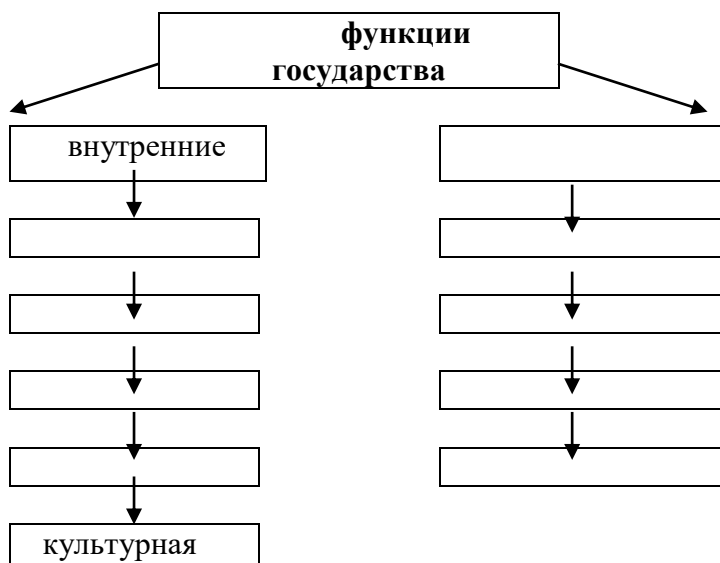 функции
государства
внутренние
культурная